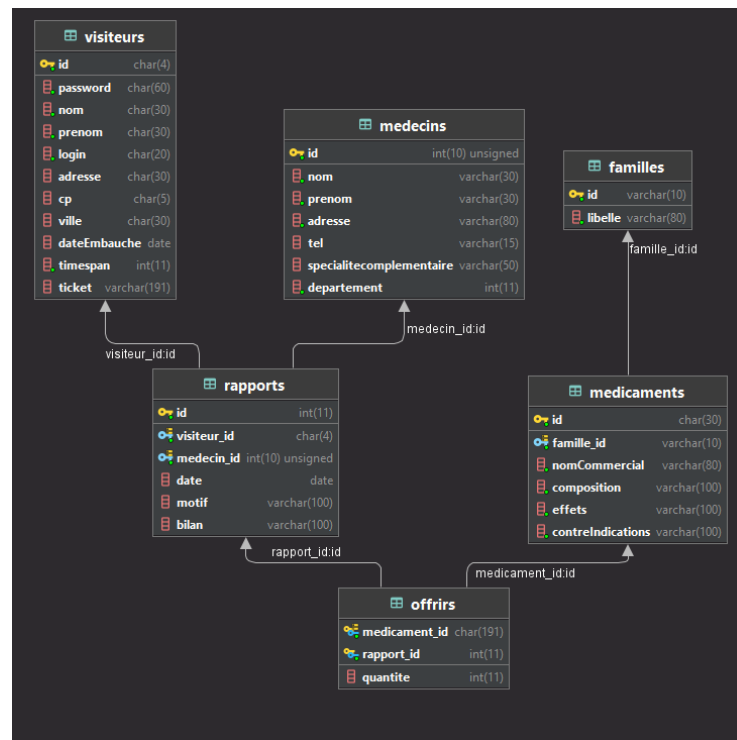 visiteurs
id char(4)
password char(60)
nom char(30)
prenom char(30)
login char(20)
adresse char(30)
cp char(5)
ville char(30)
dateEmbauche date
timespan int(11)
ticket varchar(191)
medecins
id int(10) unsigned
nom varchar(30)
prenom varchar(30)
adresse varchar(80)
tel varchar(15)
specialitecomplementaire varchar(50)
departement int(11)
familles
id varchar(10)
libelle varchar(80)
famille_id:id
medecin_id:id
visiteur_id:id
rapports
id int(11)
visiteur_id char(4)
medecin_id int(10) unsigned
date date
motif varchar(100)
bilan varchar(100)
medicaments
id char(30)
famille_id varchar(10)
nomCommercial varchar(80)
composition varchar(100)
effets varchar(100)
contreIndications varchar(100)
rapport_id:id
medicament_id:id
offrirs
medicament_id char(191)
rapport_id int(11)
quantite int(11)